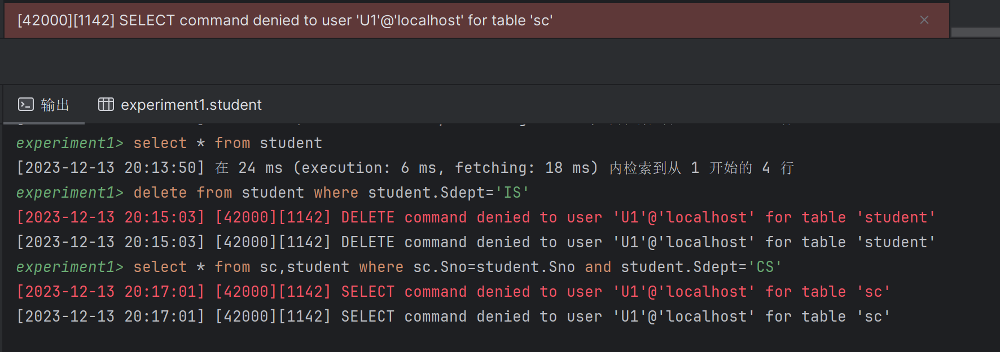 [42000][1142] SELECT command denied to user 'U1'@'localhost' for table 'sc'
输出 experiment1.student
experiment1> select * from student
[2023-12-13 20:13:50] 在 24 ms (execution: 6 ms, fetching: 18 ms) 内检索到从 1 开始的 4 行
experiment1> delete from student where student.Sdept='IS'
[2023-12-13 20:15:03] [42000][1142] DELETE command denied to user 'U1'@'localhost' for table 'student'
[2023-12-13 20:15:03] [42000][1142] DELETE command denied to user 'U1'@'localhost' for table 'student'
experiment1> select * from sc,student where sc.Sno=student.Sno and student.Sdept='CS'
[2023-12-13 20:17:01] [42000][1142] SELECT command denied to user 'U1'@'localhost' for table 'sc'
[2023-12-13 20:17:01] [42000][1142] SELECT command denied to user 'U1'@'localhost' for table 'sc'